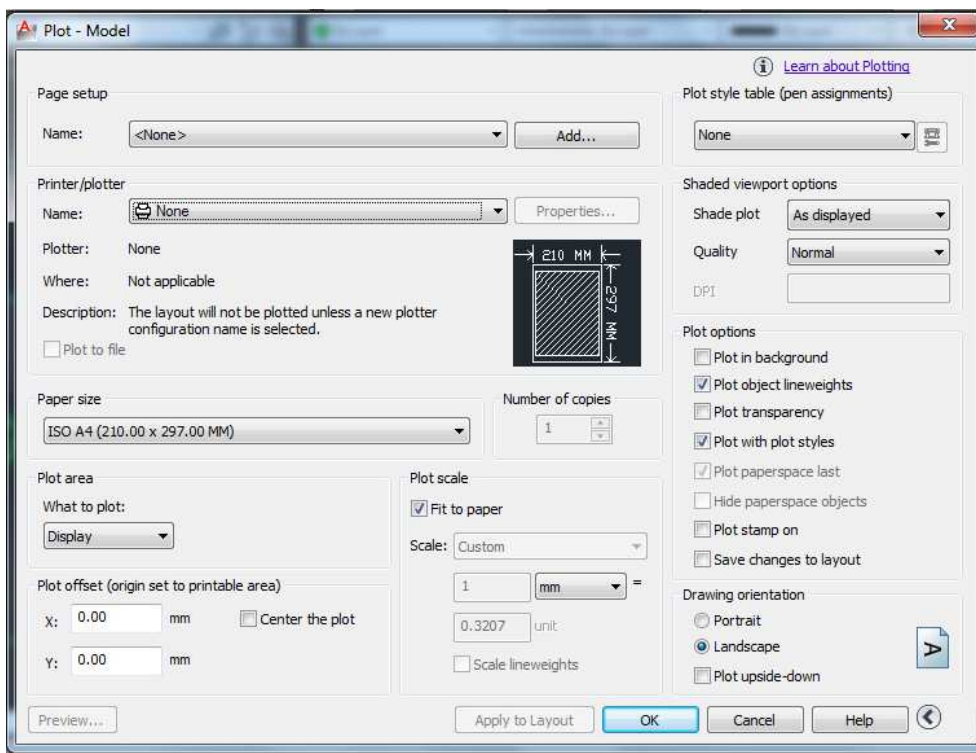 Plot - Model
Learn about Plotting
Page setup
Name: <None> Add...
Plot style table (pen assignments)
None
Printer/plotter
Name: None Properties...
Plotter: None
Where: Not applicable
Description: The layout will not be plotted unless a new plotter
configuration name is selected.
Plot to file
210 MM
297 MM
Shaded viewport options
Shade plot As displayed
Quality Normal
DPI
Paper size
ISO A4 (210.00 x 297.00 MM)
Number of copies
1
Plot options
Plot in background
Plot object lineweights
Plot transparency
Plot with plot styles
Plot paperspace last
Hide paperspace objects
Plot stamp on
Save changes to layout
Plot area
What to plot:
Display
Plot scale
Fit to paper
Scale: Custom
1 mm =
0.3207 unit
Scale lineweights
Plot offset (origin set to printable area)
X: 0.00 mm Center the plot
Y: 0.00 mm
Drawing orientation
Portrait
Landscape
Plot upside-down
A
Preview... Apply to Layout OK Cancel Help